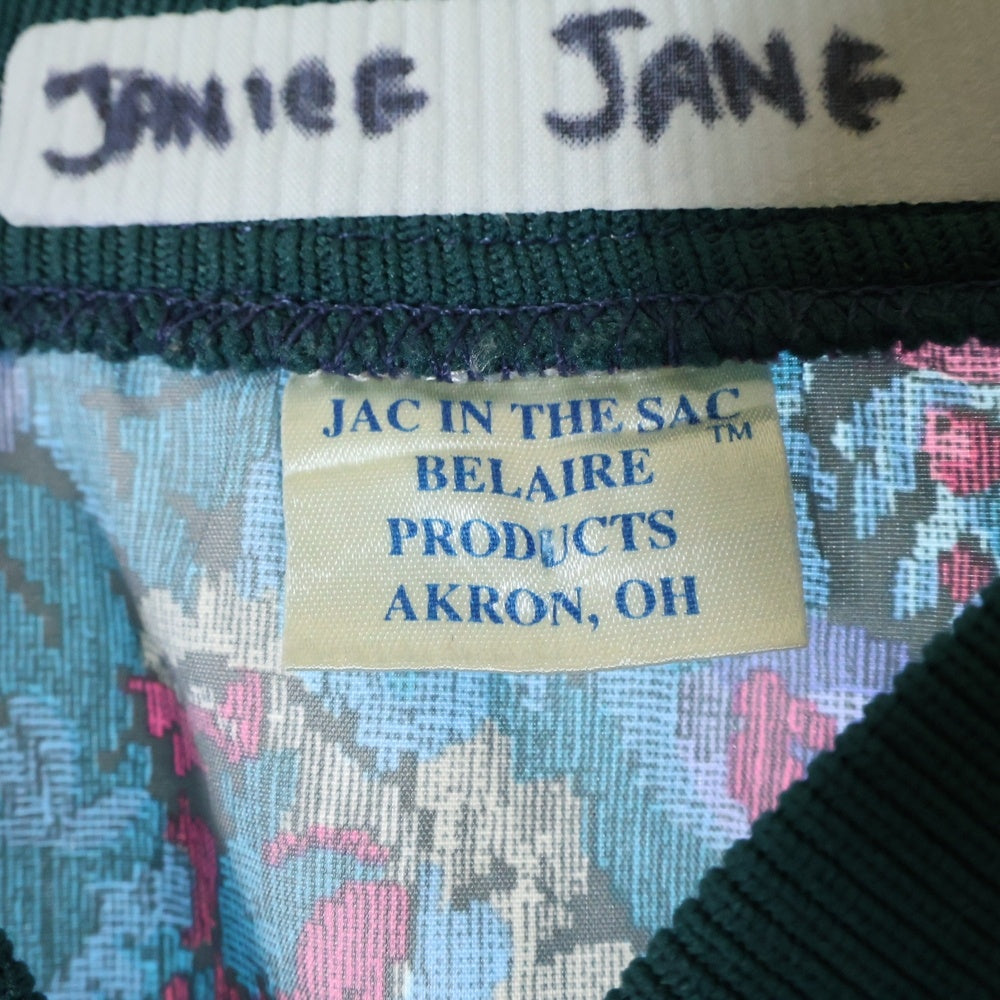 JANICE JANE
JAC IN THE SAC™
BELAIRE
PRODUCTS
AKRON, OH